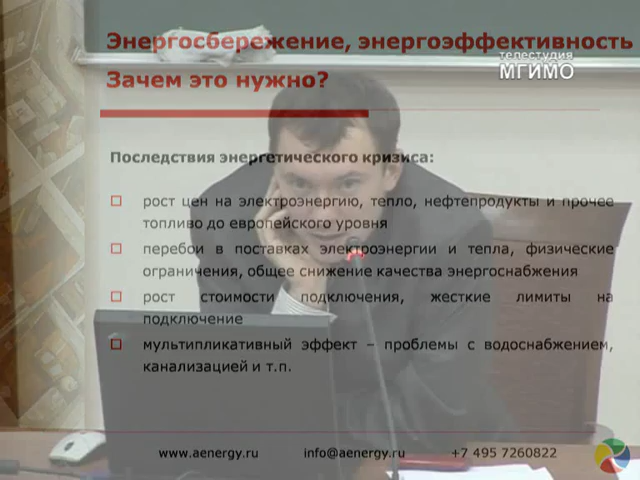 Энергосбережение, энергоэффективность
телестудия
МГИМО
Зачем это нужно?
Последствия энергетического кризиса:
рост цен на электроэнергию, тепло, нефтепродукты и прочее
топливо до европейского уровня
перебои в поставках электроэнергии и тепла, физические
ограничения, общее снижение качества энергоснабжения
рост стоимости подключения, жесткие лимиты на
подключение
мультипликативный эффект – проблемы с водоснабжением,
канализацией и т.п.
www.aenergy.ru info@aenergy.ru +7 495 7260822